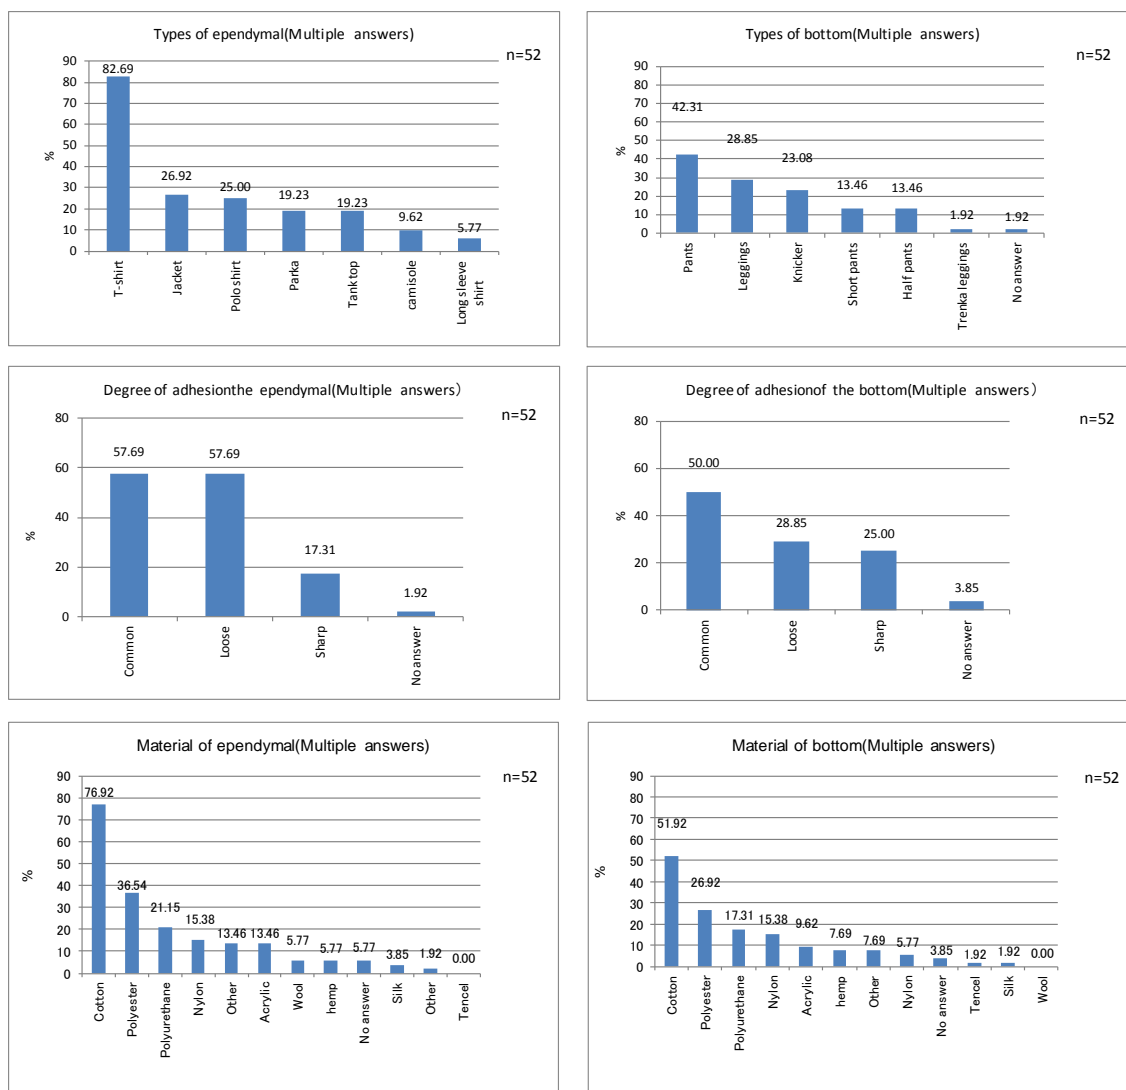 Types of ependymal(Multiple answers)
n=52
%
90
80
70
60
50
40
30
20
10
0
82.69
26.92
25.00
19.23
19.23
9.62
5.77
T-shirt
Jacket
Polo shirt
Parka
Tank top
camisole
Long sleeve
shirt
Types of bottom(Multiple answers)
n=52
%
90
80
70
60
50
40
30
20
10
0
42.31
28.85
23.08
13.46
13.46
1.92
1.92
Pants
Leggings
Knicker
Short pants
Half pants
Trenka leggings
No answer
Degree of adhesionthe ependymal(Multiple answers)
n=52
%
80
60
40
20
0
57.69
57.69
17.31
1.92
Common
Loose
Sharp
No answer
Degree of adhesionof the bottom(Multiple answers)
n=52
%
80
60
40
20
0
50.00
28.85
25.00
3.85
Common
Loose
Sharp
No answer
Material of ependymal(Multiple answers)
n=52
%
90
80
70
60
50
40
30
20
10
0
76.92
36.54
21.15
15.38
13.46
13.46
5.77
5.77
5.77
3.85
1.92
0.00
Cotton
Polyester
Polyurethane
Nylon
Other
Acrylic
Wool
hemp
No answer
Silk
Other
Tencel
Material of bottom(Multiple answers)
n=52
%
90
80
70
60
50
40
30
20
10
0
51.92
26.92
17.31
15.38
9.62
7.69
7.69
5.77
3.85
1.92
1.92
0.00
Cotton
Polyester
Polyurethane
Nylon
Acrylic
hemp
Other
Nylon
No answer
Tencel
Silk
Wool